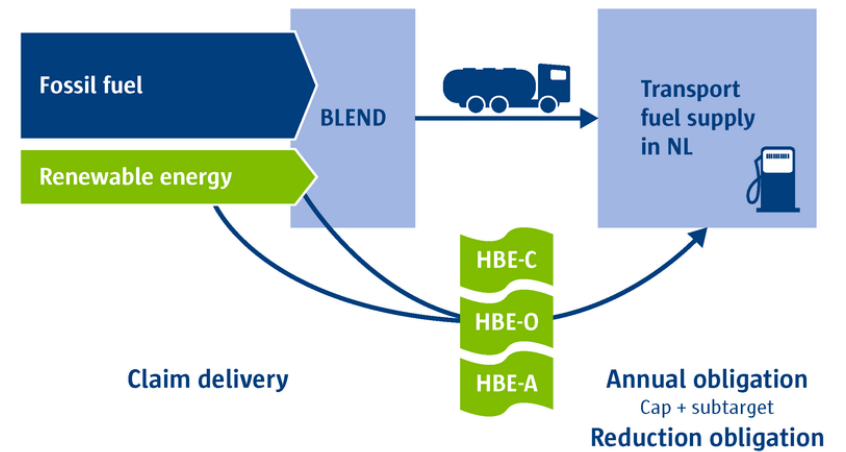 Fossil fuel
Renewable energy
BLEND
Transport
fuel supply
in NL
HBE-C
HBE-O
HBE-A
Claim delivery
Annual obligation
Cap + subtarget
Reduction obligation